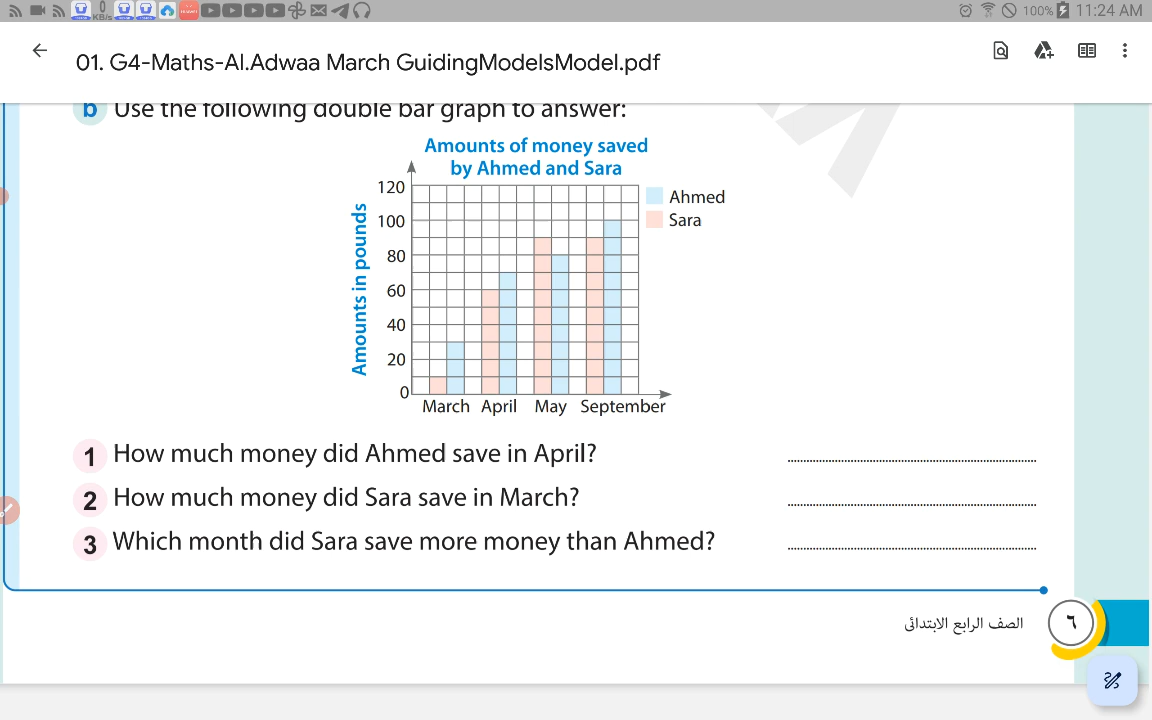 0
KB/s
100%
11:24 AM
01. G4-Maths-Al.Adwaa March GuidingModelsModel.pdf
b Use the following double bar graph to answer:
Amounts of money saved
by Ahmed and Sara
Amounts in pounds
120
100
80
60
40
20
0
March April May September
Ahmed
Sara
1 How much money did Ahmed save in April?
2 How much money did Sara save in March?
3 Which month did Sara save more money than Ahmed?
الصف الرابع الابتدائى
٦